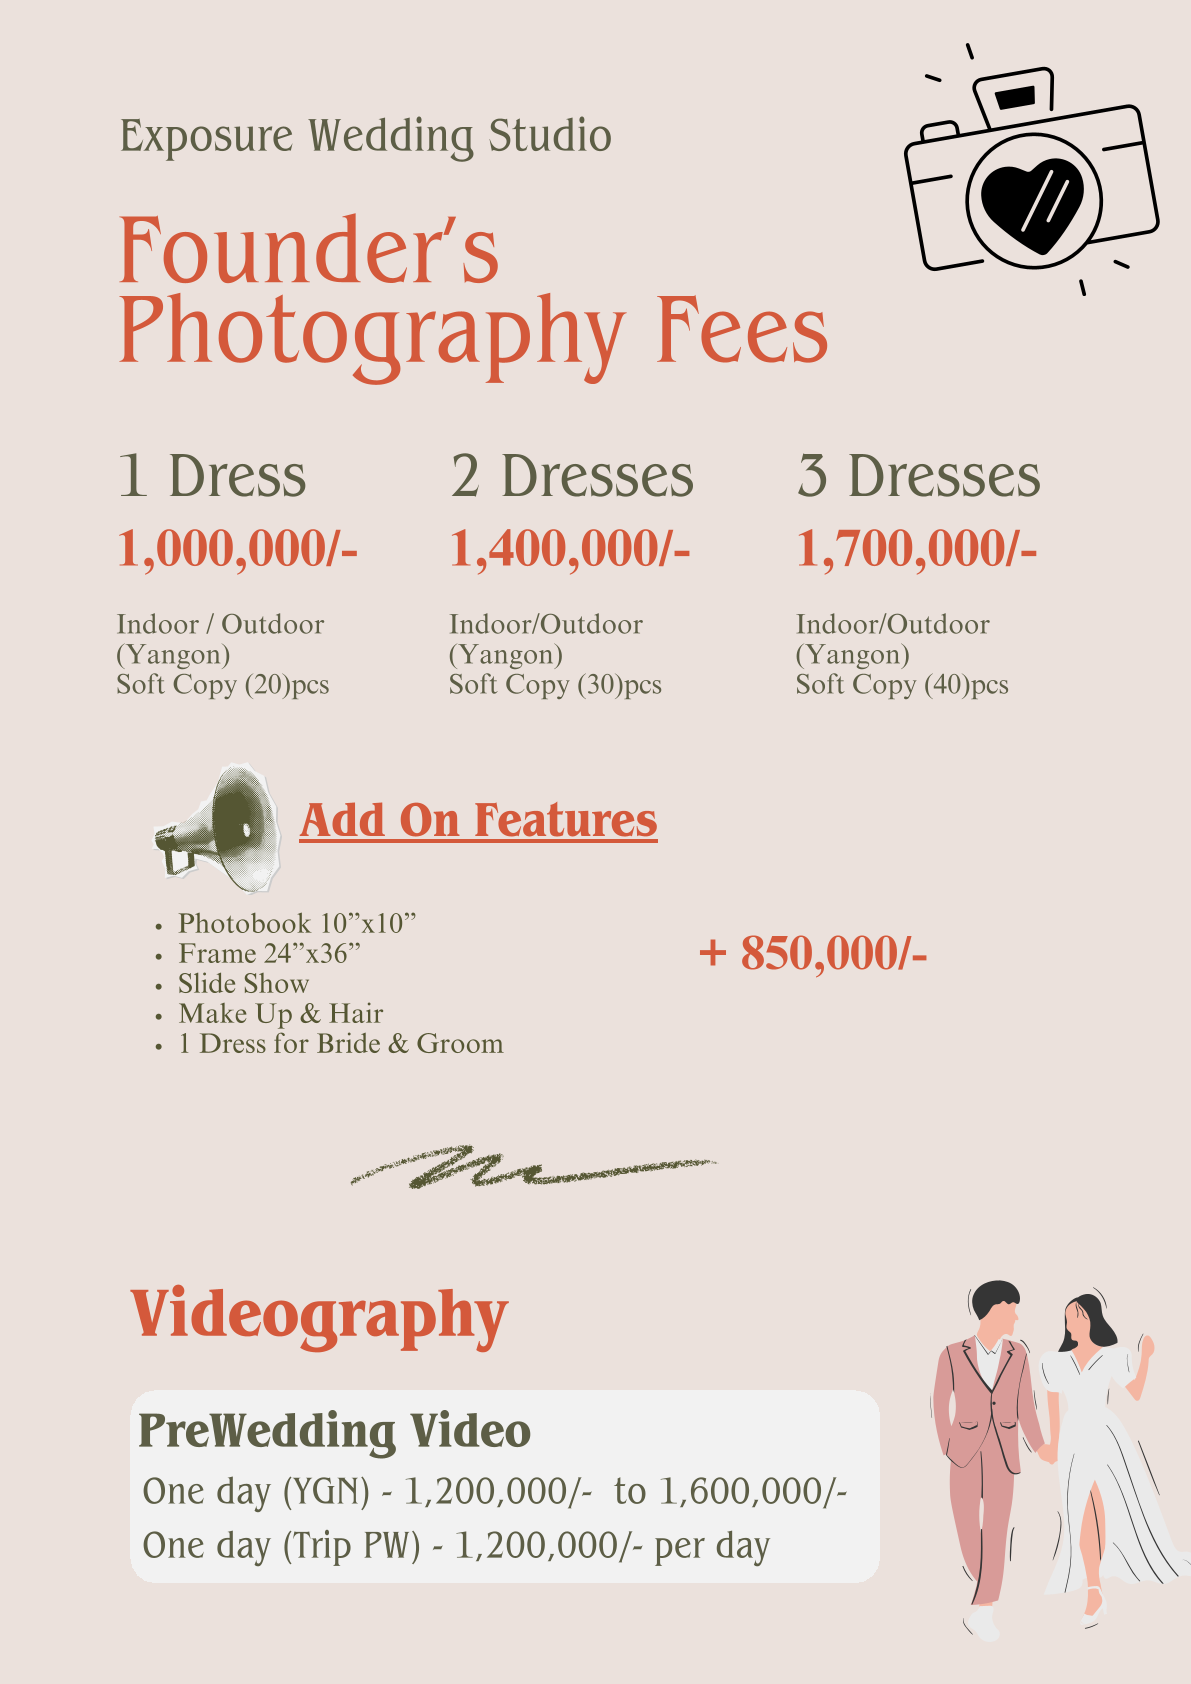 Exposure Wedding Studio
Founder’s
Photography Fees
1 Dress
1,000,000/-
Indoor / Outdoor
(Yangon)
Soft Copy (20)pcs
2 Dresses
1,400,000/-
Indoor/Outdoor
(Yangon)
Soft Copy (30)pcs
3 Dresses
1,700,000/-
Indoor/Outdoor
(Yangon)
Soft Copy (40)pcs
Add On Features
• Photobook 10”x10”
• Frame 24”x36”
• Slide Show
• Make Up & Hair
• 1 Dress for Bride & Groom
+ 850,000/-
Videography
PreWedding Video
One day (YGN) - 1,200,000/- to 1,600,000/-
One day (Trip PW) - 1,200,000/- per day